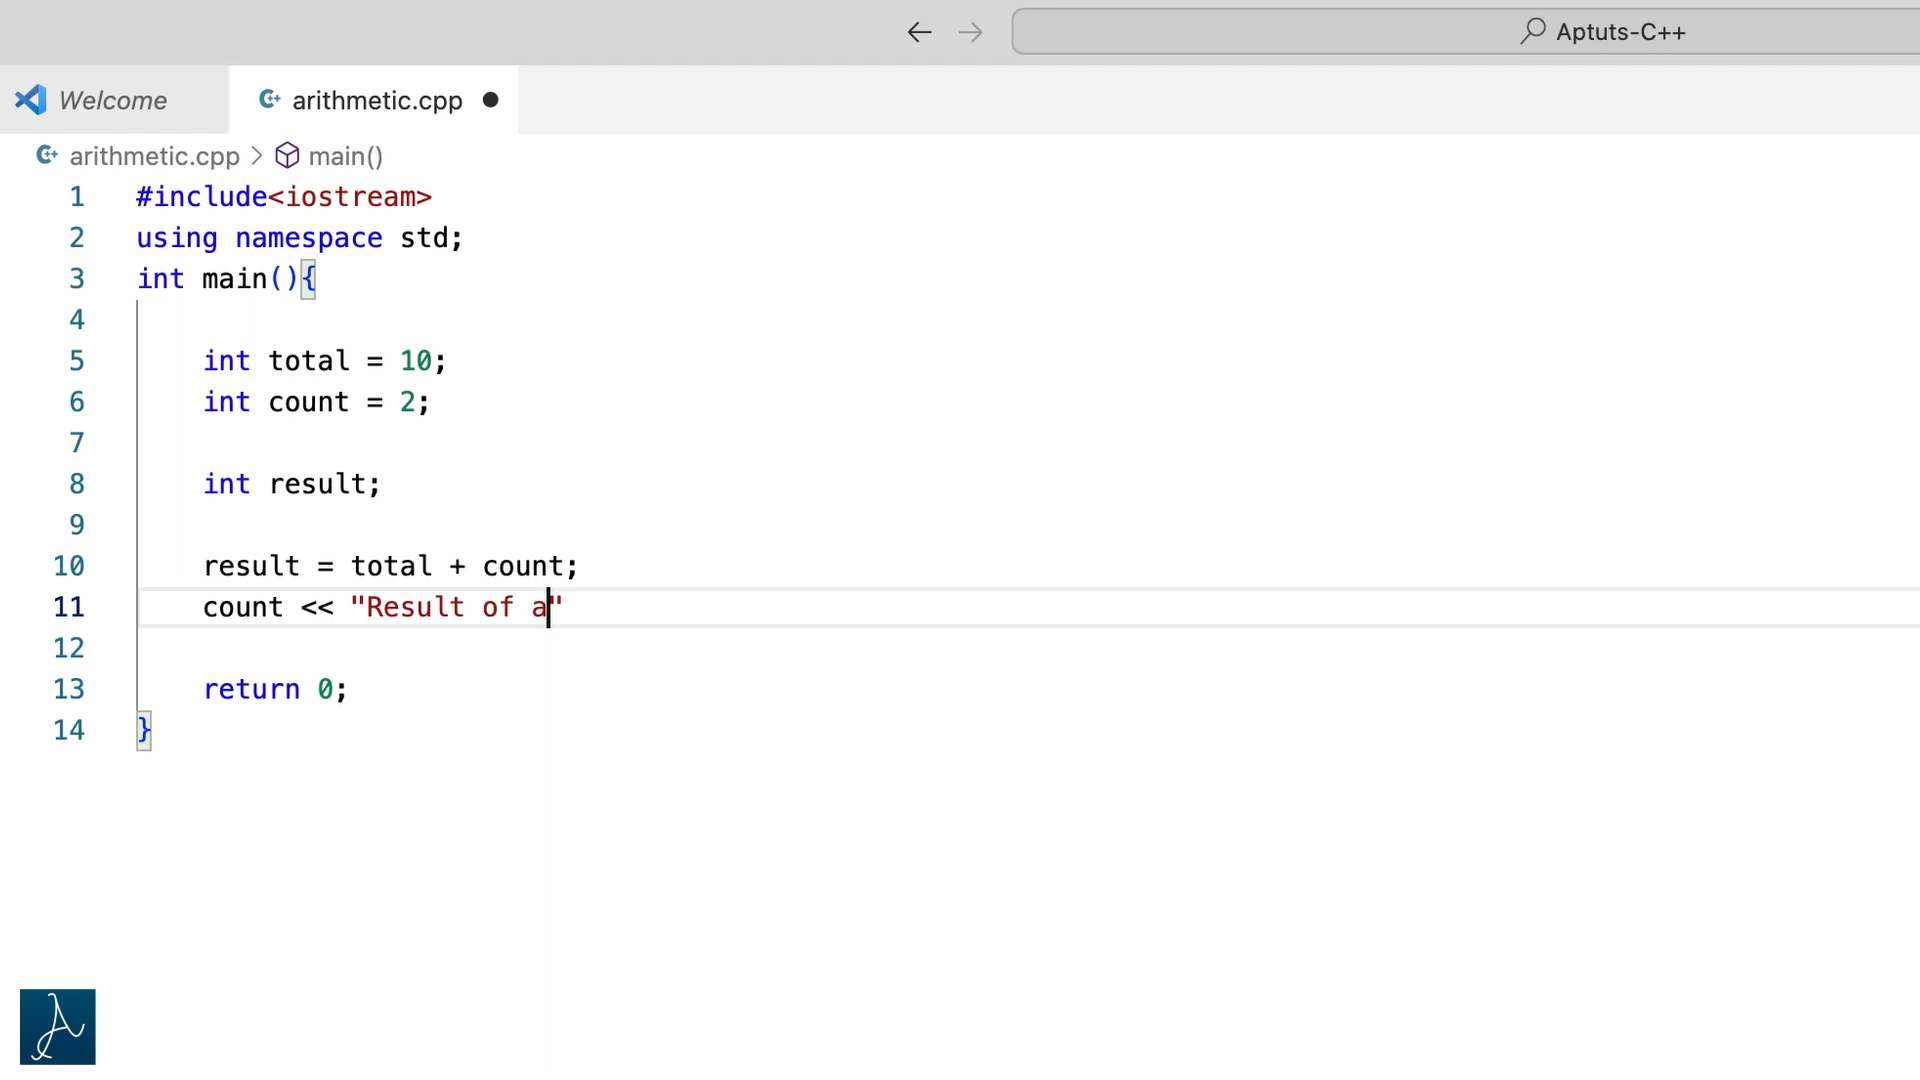 Aptuts-C++
Welcome
arithmetic.cpp
arithmetic.cpp > main()
1 #include<iostream>
2 using namespace std;
3 int main(){
4
5 int total = 10;
6 int count = 2;
7
8 int result;
9
10 result = total + count;
11 count << "Result of a"
12
13 return 0;
14 }